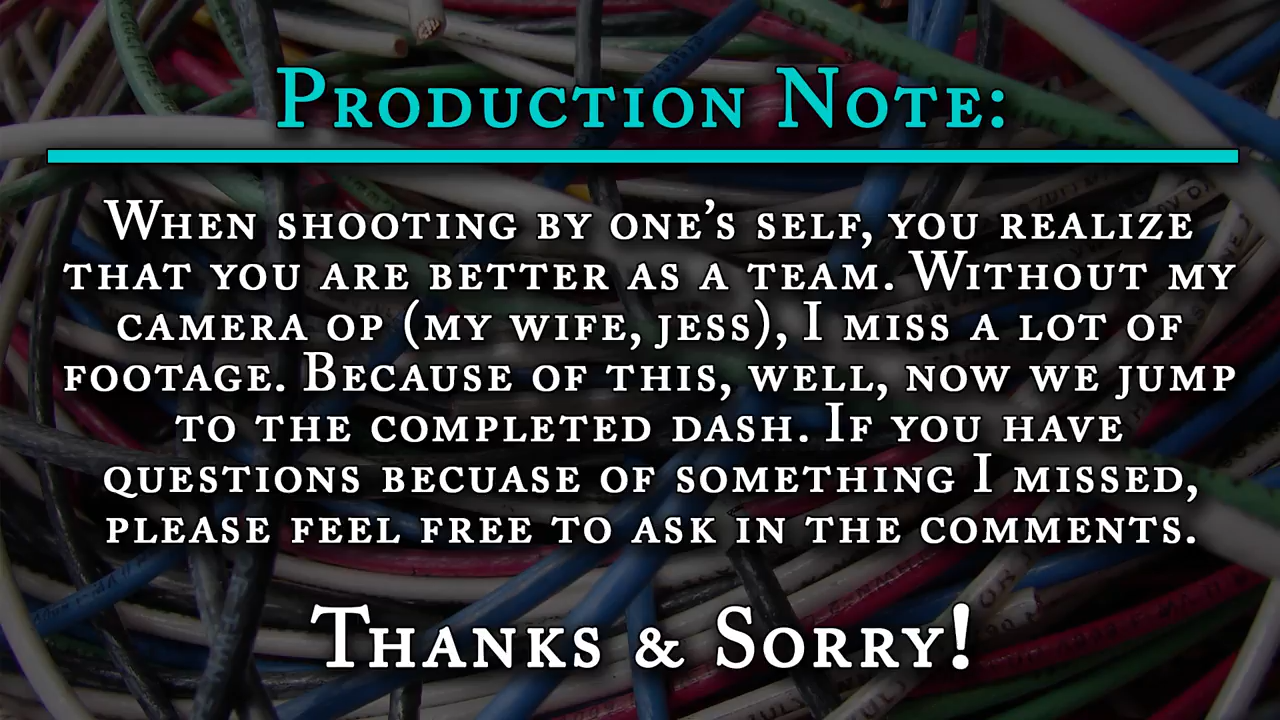 Production Note:
When shooting by one's self, you realize
that you are better as a team. Without my
camera op (my wife, Jess), I miss a lot of
footage. Because of this, well, now we jump
to the completed dash. If you have
questions becuase of something I missed,
please feel free to ask in the comments.
Thanks & Sorry!